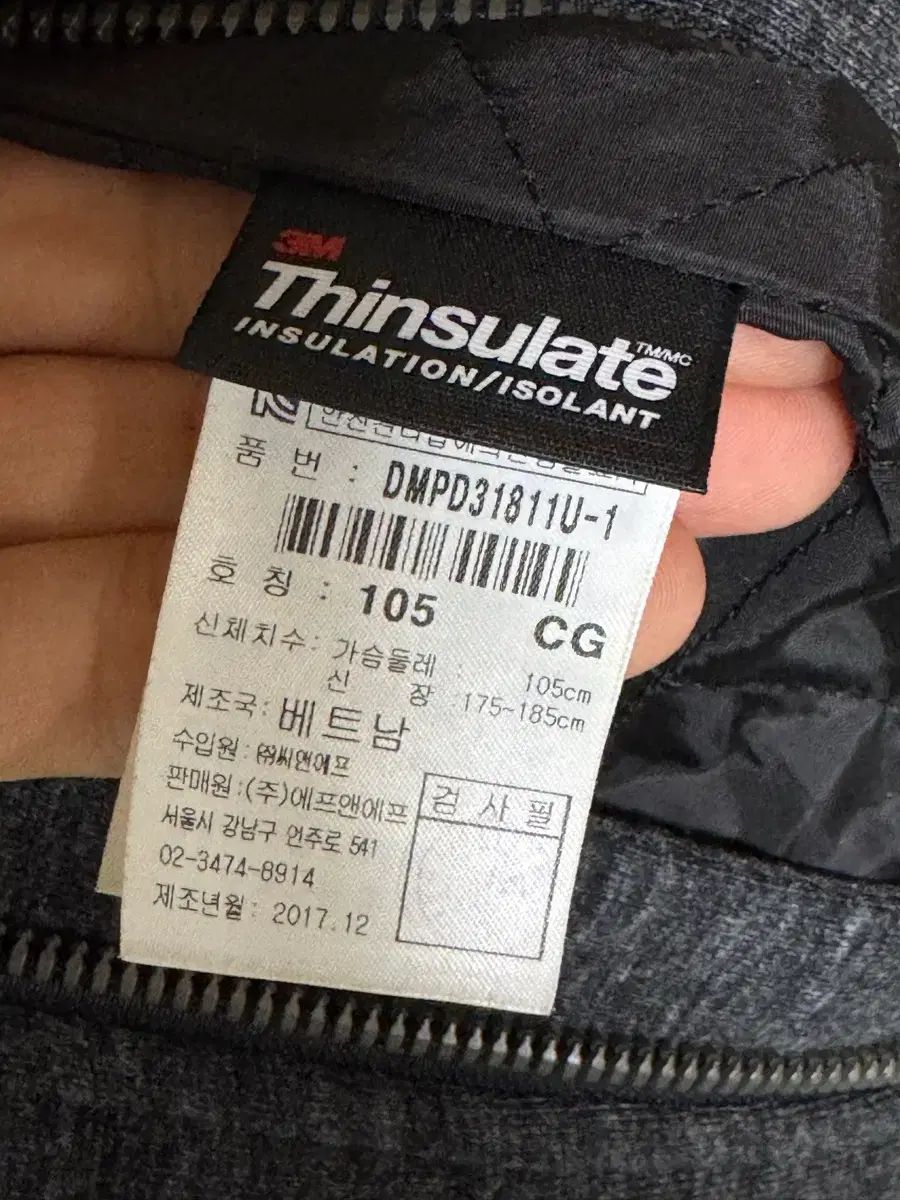 3M
Thinsulate TM/MC
INSULATION/ISOLANT
품 번 : DMPD31811U-1
호 칭 : 105 CG
신체치수 : 가슴둘레 : 105cm
신 장 : 175~185cm
제조국 : 베트남
수입원 : ㈜씨앤에프
판매원 : (주)에프앤에프
서울시 강남구 언주로 541
02-3474-8914
제조년월 : 2017.12
검 사 필